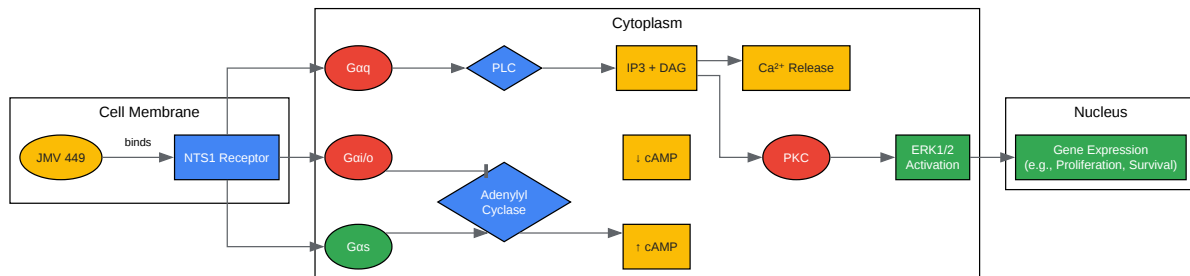 Cytoplasm
Gαq
PLC
IP3 + DAG
Ca²⁺ Release
Cell Membrane
Nucleus
JMV 449
binds
NTS1 Receptor
Gαi/o
↓ cAMP
PKC
ERK1/2
Activation
Gene Expression
(e.g., Proliferation, Survival)
Adenylyl
Cyclase
Gαs
↑ cAMP